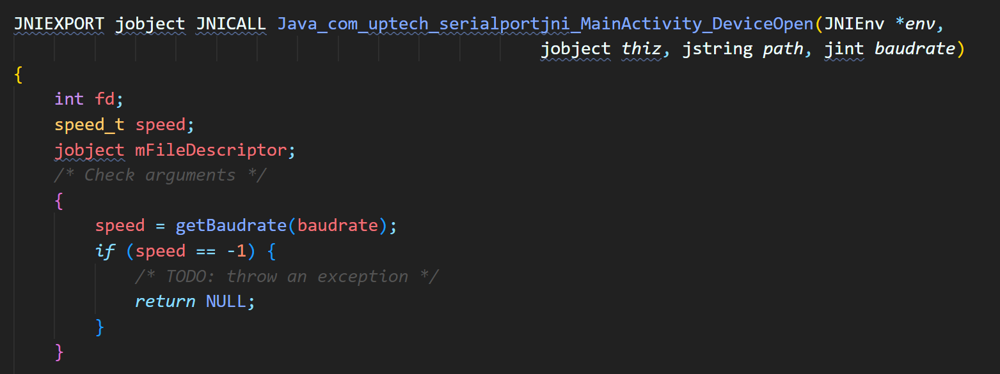 JNIEXPORT jobject JNICALL Java_com_uptech_serialportjni_MainActivity_DeviceOpen(JNIEnv *env,
jobject thiz, jstring path, jint baudrate)
{
int fd;
speed_t speed;
jobject mFileDescriptor;
/* Check arguments */
{
speed = getBaudrate(baudrate);
if (speed == -1) {
/* TODO: throw an exception */
return NULL;
}
}